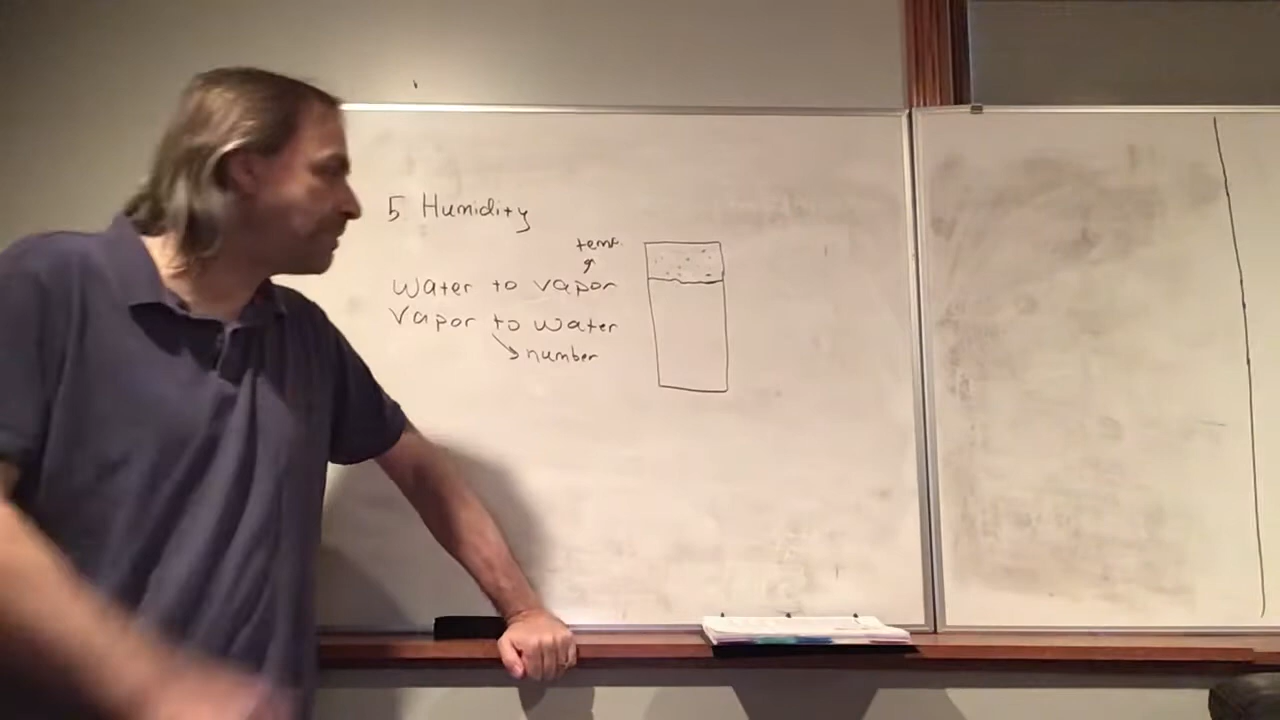 5 Humidity
temp.
Water to vapor
Vapor to water
number